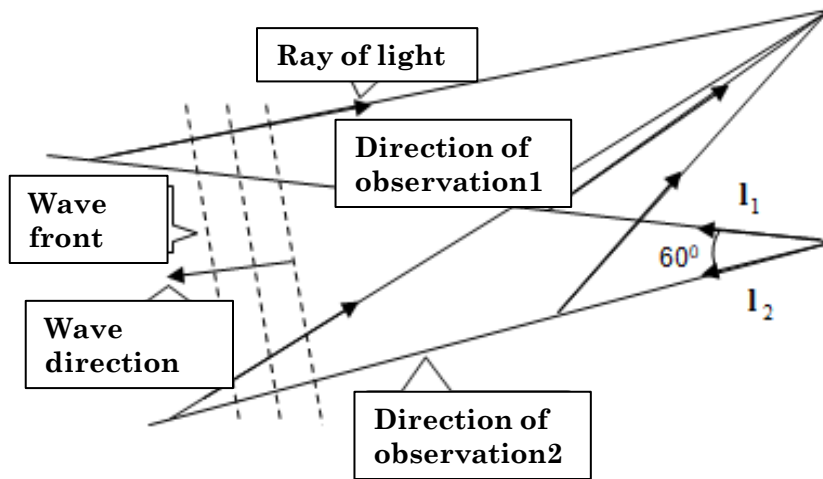 Ray of light
Direction of
observation1
Wave
front
l₁
60⁰
l₂
Wave
direction
Direction of
observation2